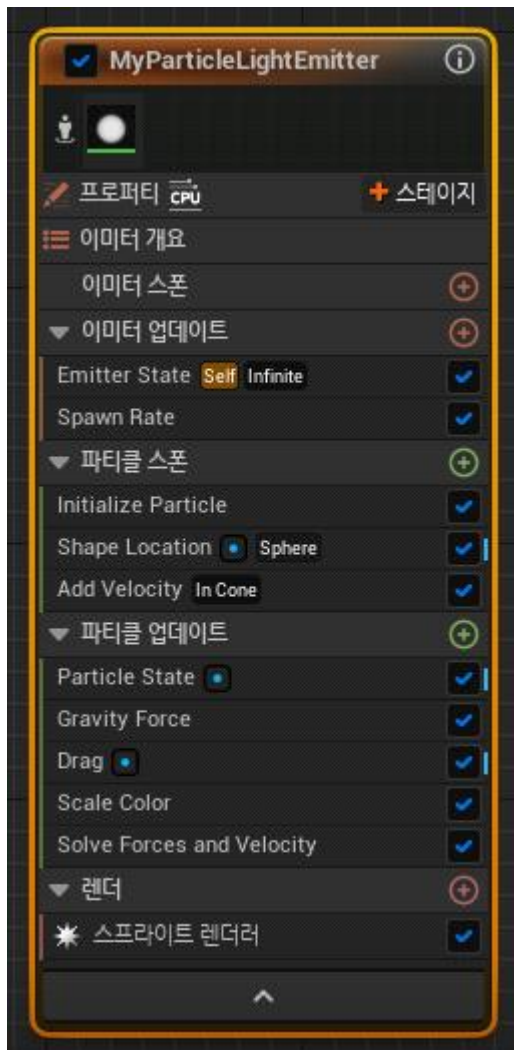 MyParticleLightEmitter
프로퍼티 CPU 스테이지
이미터 개요
이미터 스폰
이미터 업데이트
Emitter State Self Infinite
Spawn Rate
파티클 스폰
Initialize Particle
Shape Location Sphere
Add Velocity In Cone
파티클 업데이트
Particle State
Gravity Force
Drag
Scale Color
Solve Forces and Velocity
렌더
스프라이트 렌더러